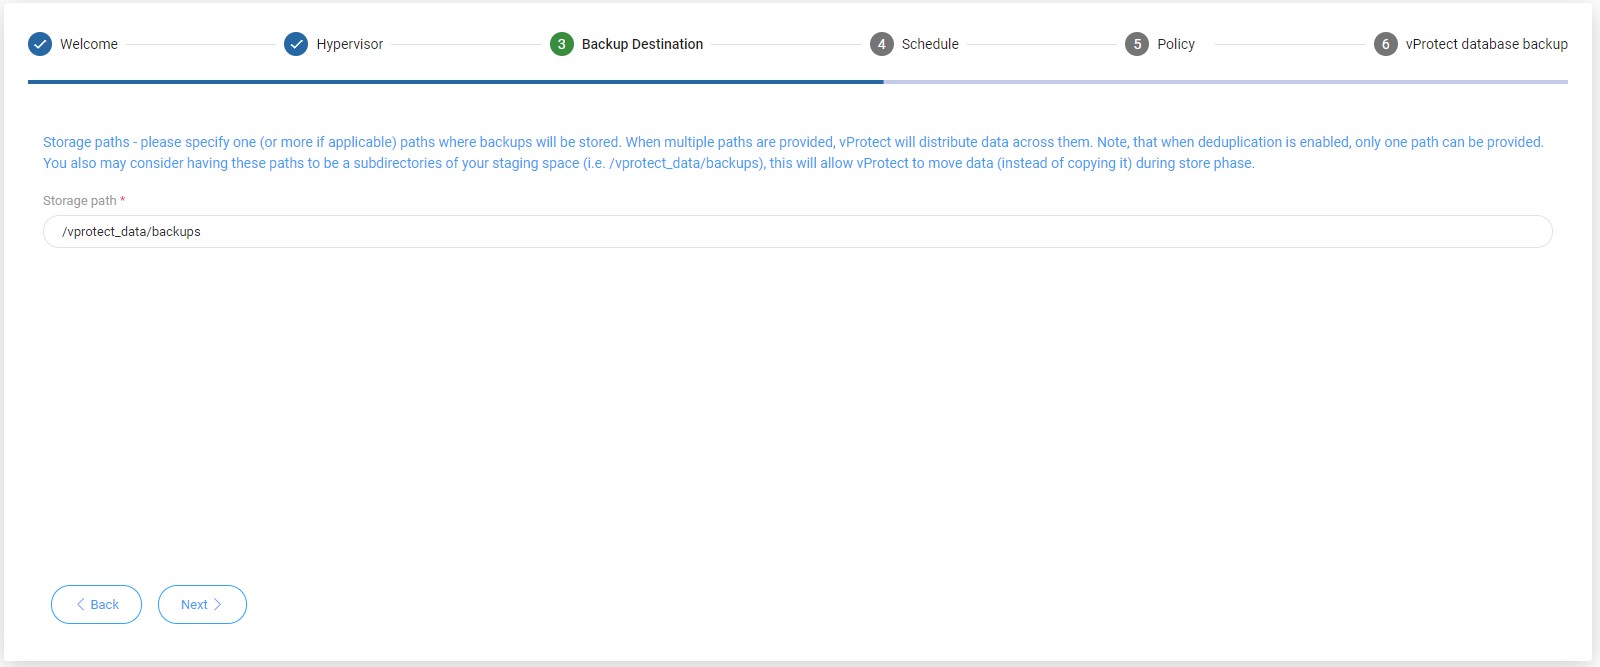 Welcome
Hypervisor
3 Backup Destination
4 Schedule
5 Policy
6 vProtect database backup
Storage paths - please specify one (or more if applicable) paths where backups will be stored. When multiple paths are provided, vProtect will distribute data across them. Note, that when deduplication is enabled, only one path can be provided.
You also may consider having these paths to be a subdirectories of your staging space (i.e. /vprotect_data/backups), this will allow vProtect to move data (instead of copying it) during store phase.
Storage path *
/vprotect_data/backups
Back
Next